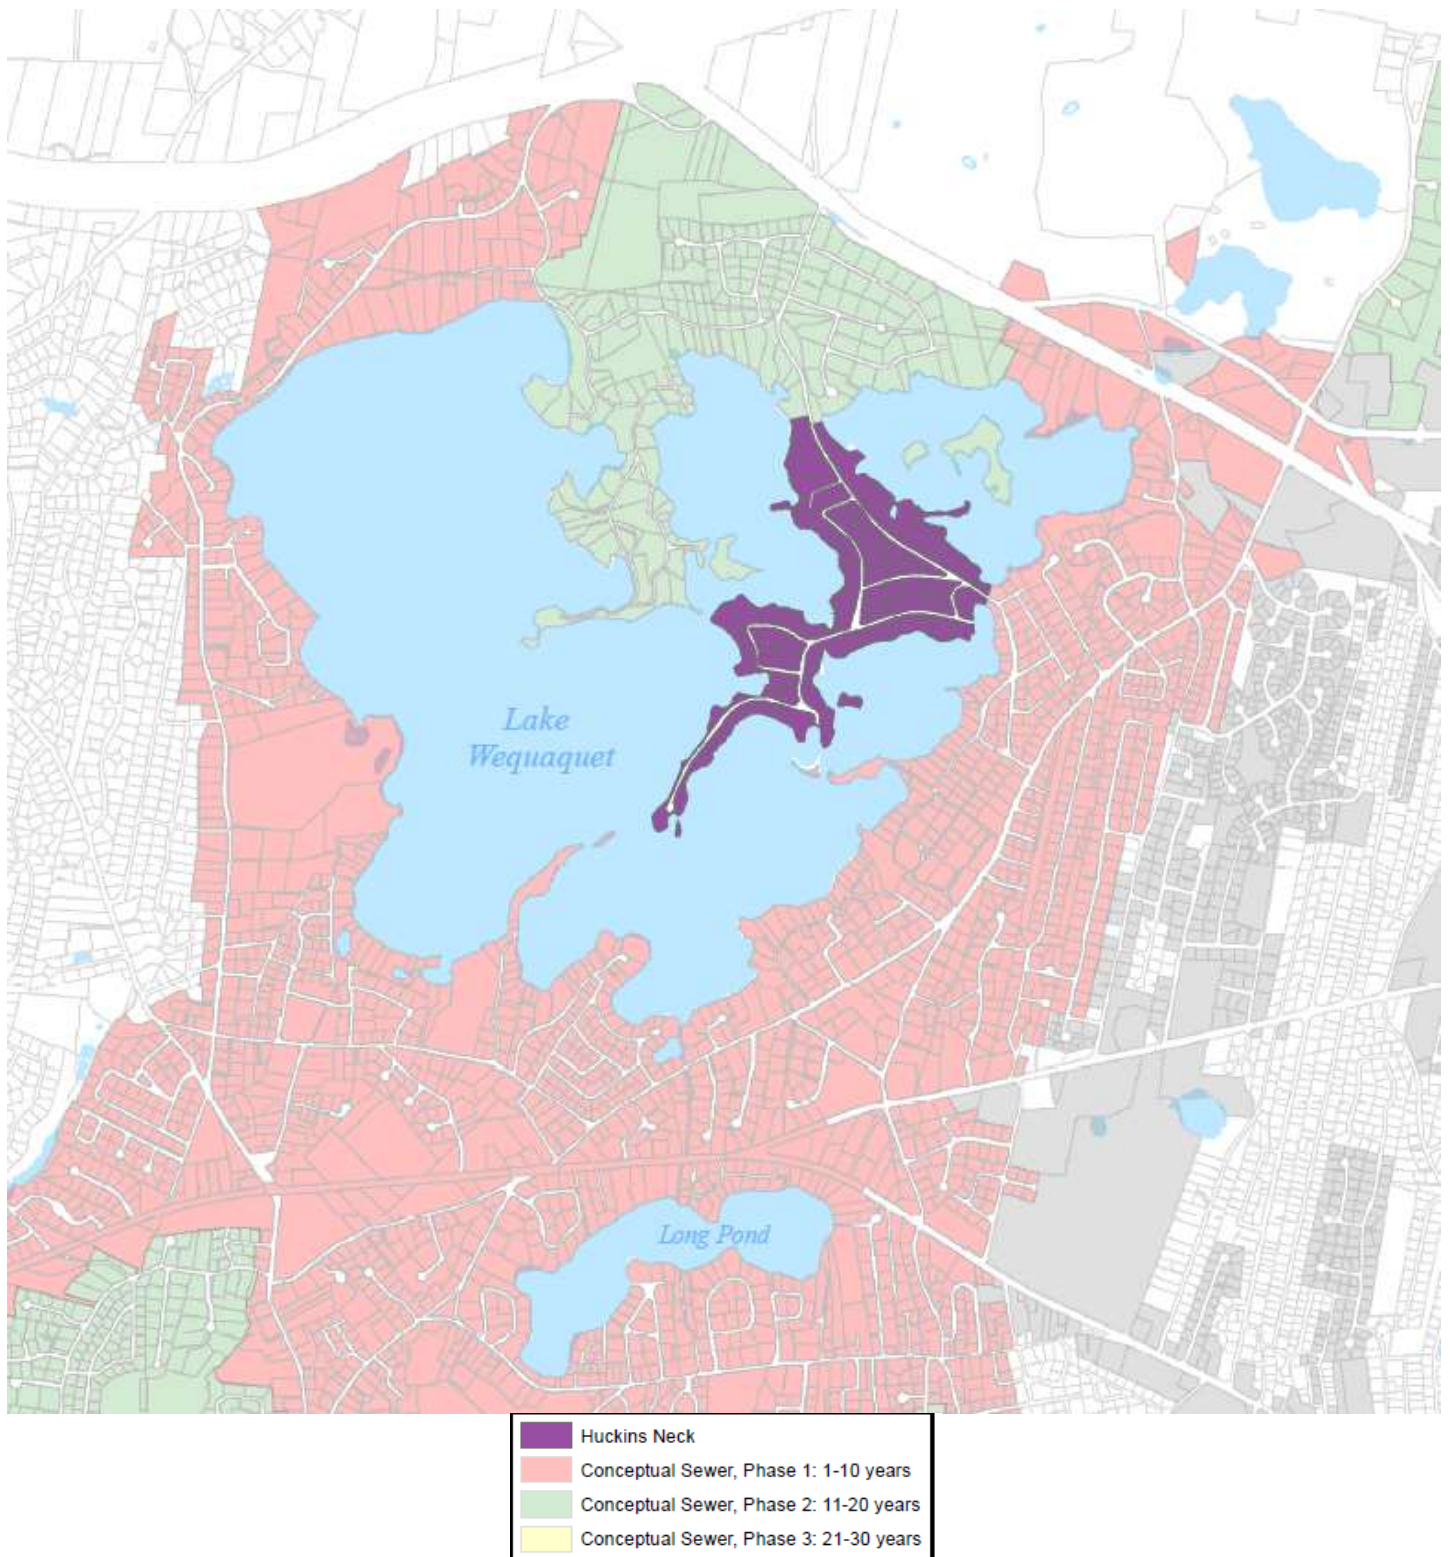 Lake
Wequaquet
Long Pond
Huckins Neck
Conceptual Sewer, Phase 1: 1-10 years
Conceptual Sewer, Phase 2: 11-20 years
Conceptual Sewer, Phase 3: 21-30 years